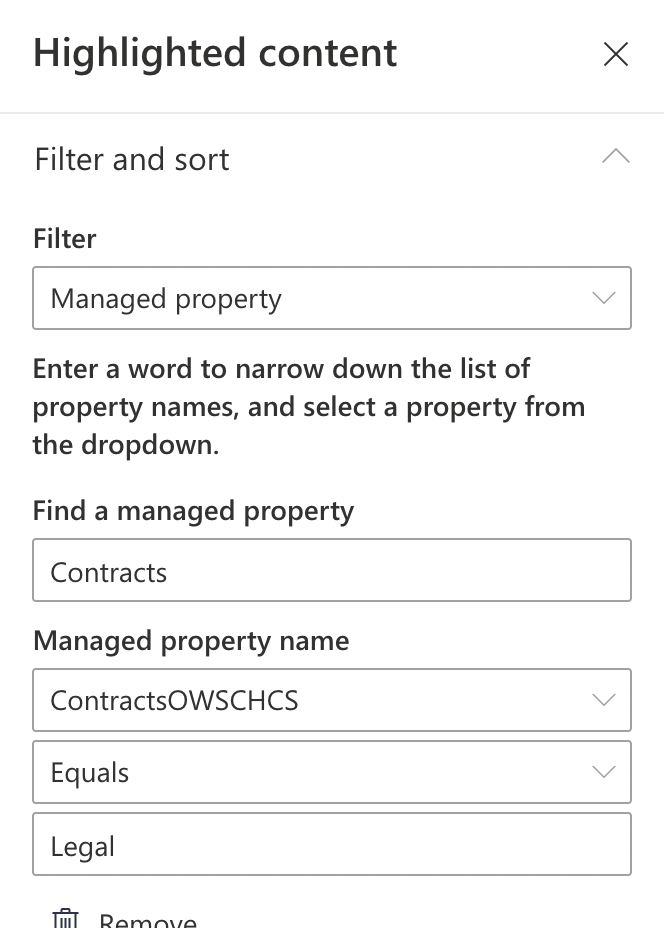 Highlighted content
Filter and sort
Filter
Managed property
Enter a word to narrow down the list of
property names, and select a property from
the dropdown.
Find a managed property
Contracts
Managed property name
ContractsOWSCHCS
Equals
Legal
Remove